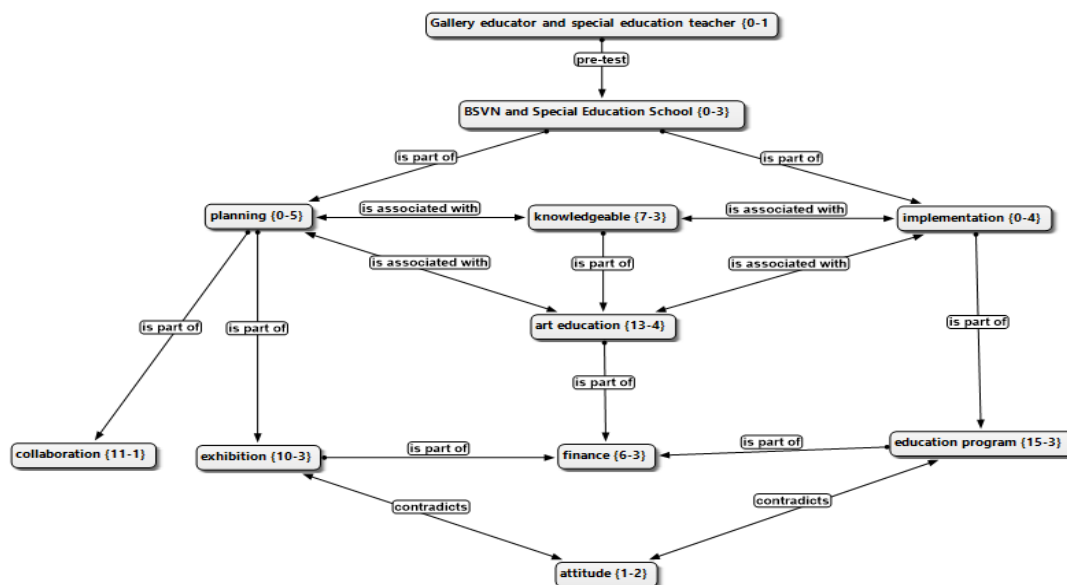 Gallery educator and special education teacher {0-1
pre-test
BSVN and Special Education School {0-3}
is part of
is part of
planning {0-5}
is associated with
knowledgeable {7-3}
is associated with
implementation {0-4}
is associated with
is part of
is associated with
is part of
is part of
art education {13-4}
is part of
is part of
collaboration {11-1}
exhibition {10-3}
is part of
finance {6-3}
is part of
education program {15-3}
contradicts
contradicts
attitude {1-2}